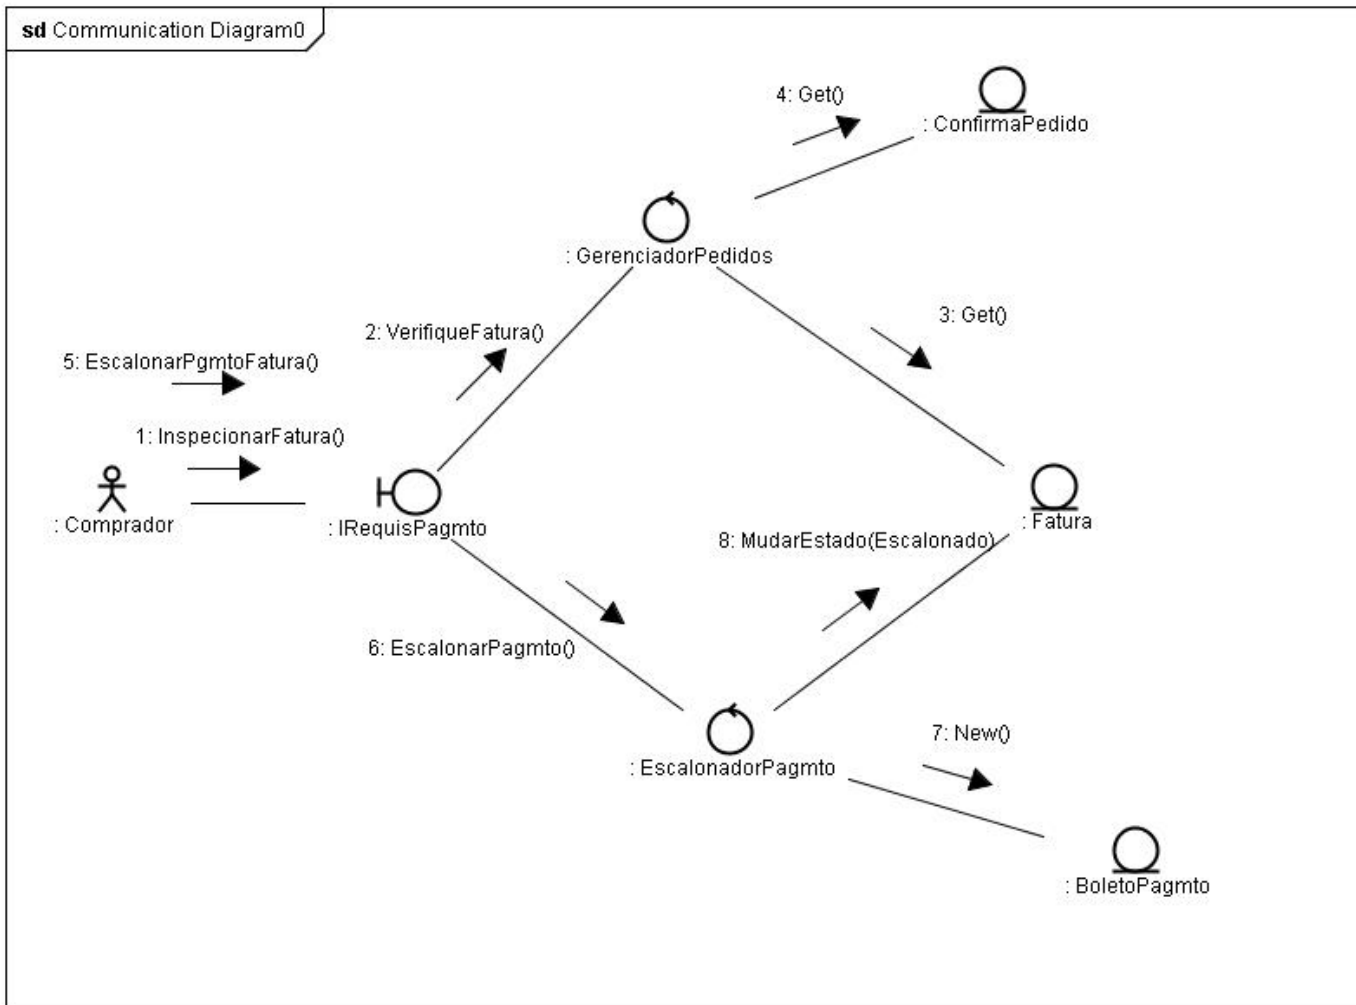 sd Communication Diagram0
4: Get()
: ConfirmaPedido
: GerenciadorPedidos
3: Get()
2: VerifiqueFatura()
5: EscalonarPgmtoFatura()
1: InspecionarFatura()
: Comprador
: IRequisPagmto
: Fatura
8: MudarEstado(Escalonado)
6: EscalonarPagmto()
7: New()
: EscalonadorPagmto
: BoletoPagmto